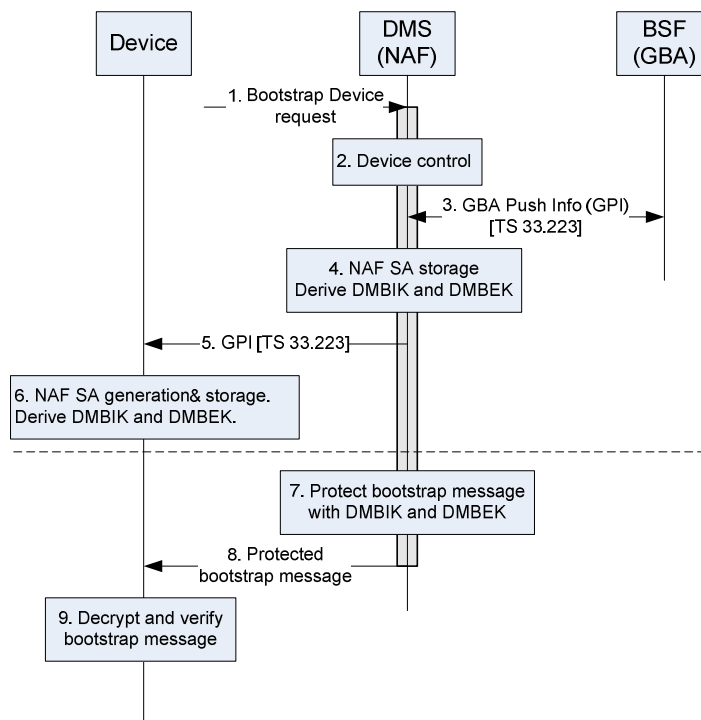 Device
DMS
(NAF)
BSF
(GBA)
1. Bootstrap Device
request
2. Device control
3. GBA Push Info (GPI)
[TS 33.223]
4. NAF SA storage
Derive DMBIK and DMBEK
5. GPI [TS 33.223]
6. NAF SA generation& storage.
Derive DMBIK and DMBEK.
7. Protect bootstrap message
with DMBIK and DMBEK
8. Protected
bootstrap message
9. Decrypt and verify
bootstrap message